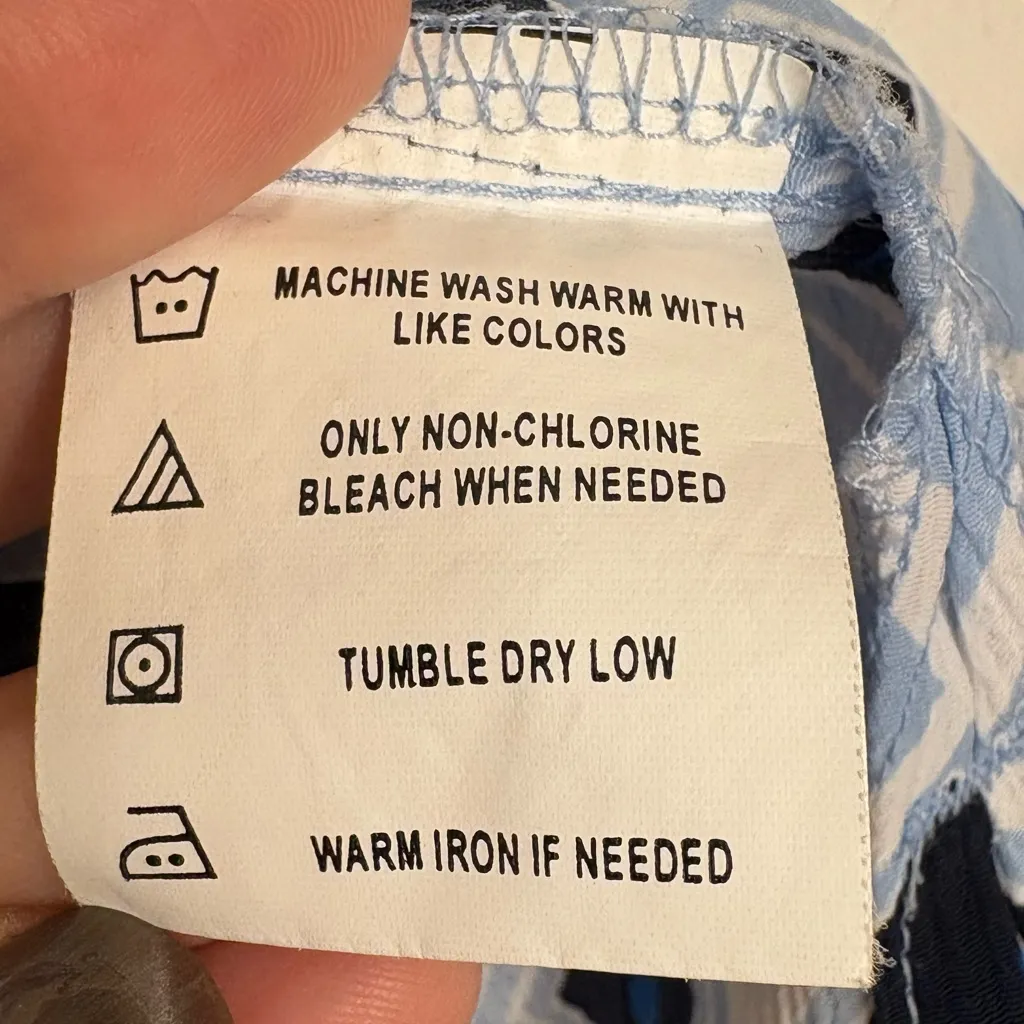 MACHINE WASH WARM WITH
LIKE COLORS
ONLY NON-CHLORINE
BLEACH WHEN NEEDED
TUMBLE DRY LOW
WARM IRON IF NEEDED